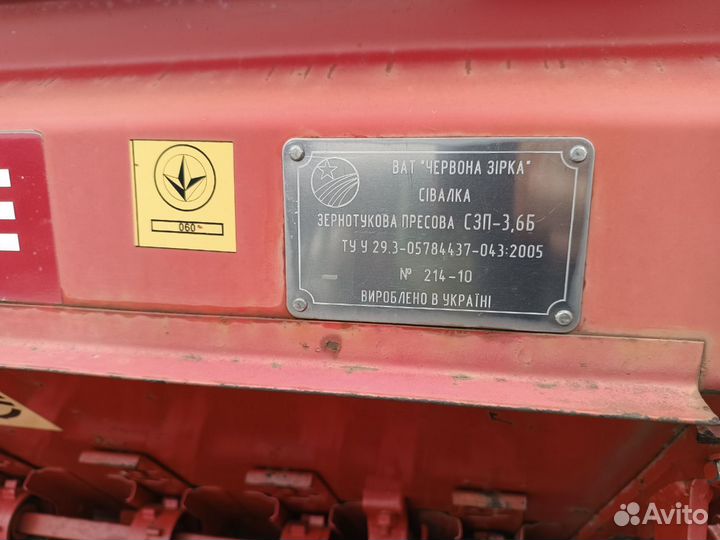 ВАТ "ЧЕРВОНА ЗІРКА"
СІВАЛКА
ЗЕРНОТУКОВА ПРЕСОВА СЗП-3,6Б
ТУ У 29.3-05784437-043:2005
№ 214-10
ВИРОБЛЕНО В УКРАЇНІ
060
Avito